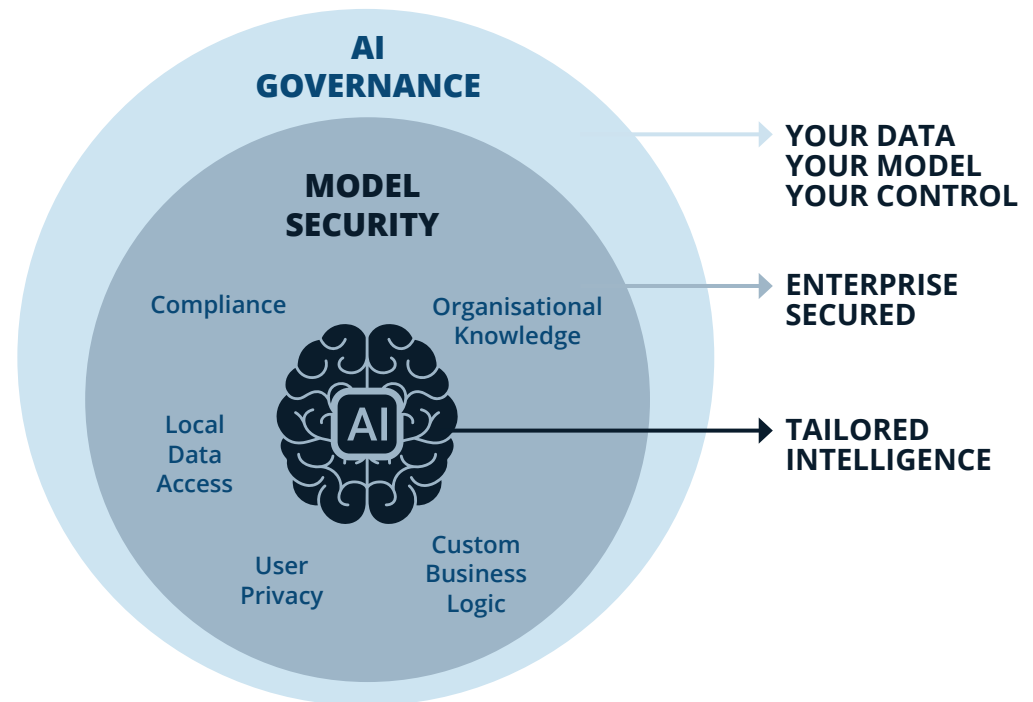 AI
GOVERNANCE
MODEL
SECURITY
Compliance
Organisational
Knowledge
Local
Data
Access
AI
User
Privacy
Custom
Business
Logic
YOUR DATA
YOUR MODEL
YOUR CONTROL
ENTERPRISE
SECURED
TAILORED
INTELLIGENCE